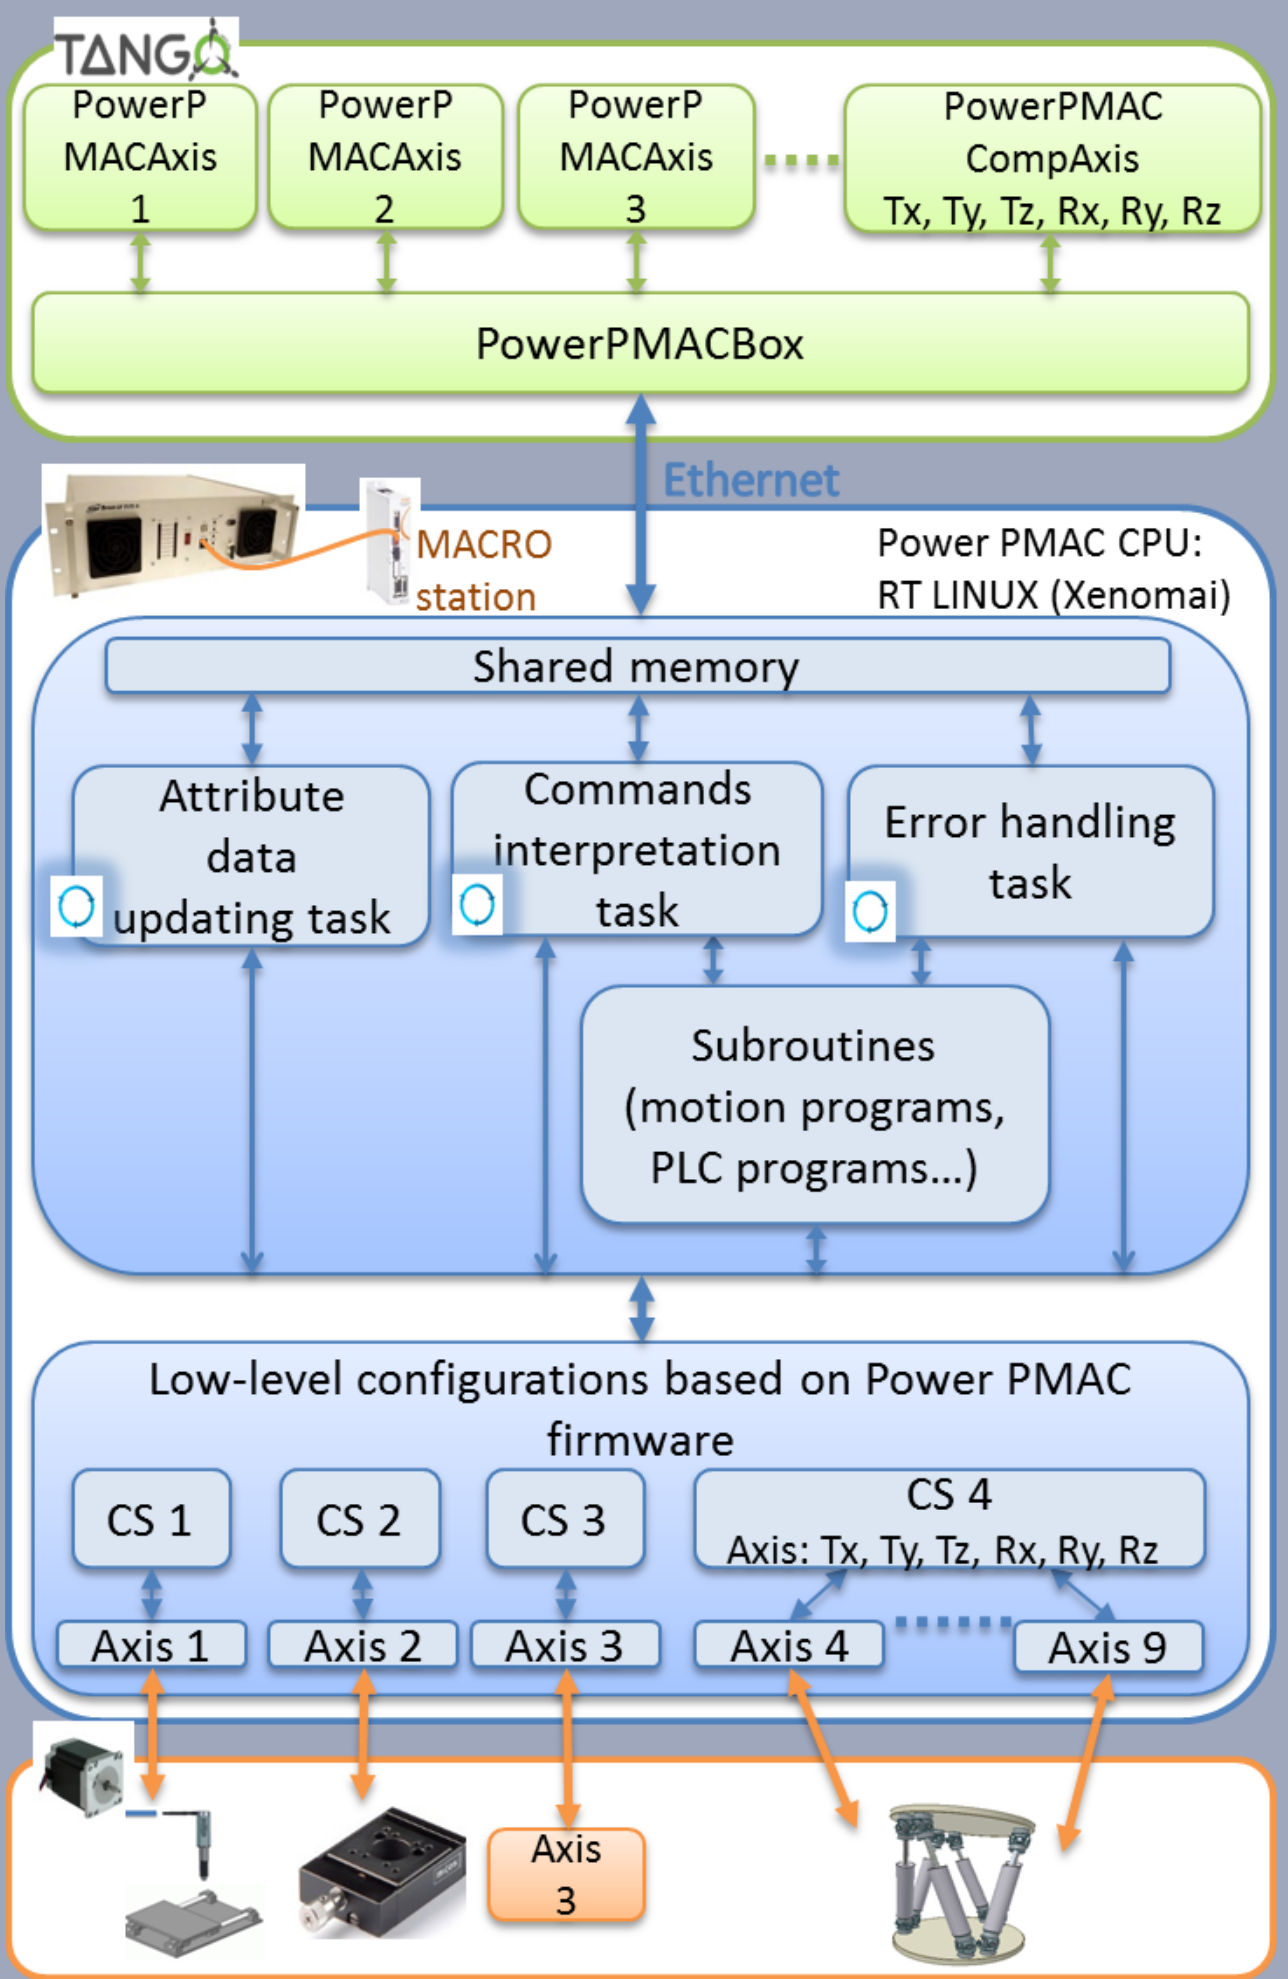 TANGO
PowerP
MACAxis
1
PowerP
MACAxis
2
PowerP
MACAxis
3
PowerPMAC
CompAxis
Tx, Ty, Tz, Rx, Ry, Rz
PowerPMACBox
Ethernet
MACRO
station
Power PMAC CPU:
RT LINUX (Xenomai)
Shared memory
Attribute
data
updating task
Commands
interpretation
task
Error handling
task
Subroutines
(motion programs,
PLC programs...)
Low-level configurations based on Power PMAC
firmware
CS 1
CS 2
CS 3
CS 4
Axis: Tx, Ty, Tz, Rx, Ry, Rz
Axis 1
Axis 2
Axis 3
Axis 4
Axis 9
Axis
3